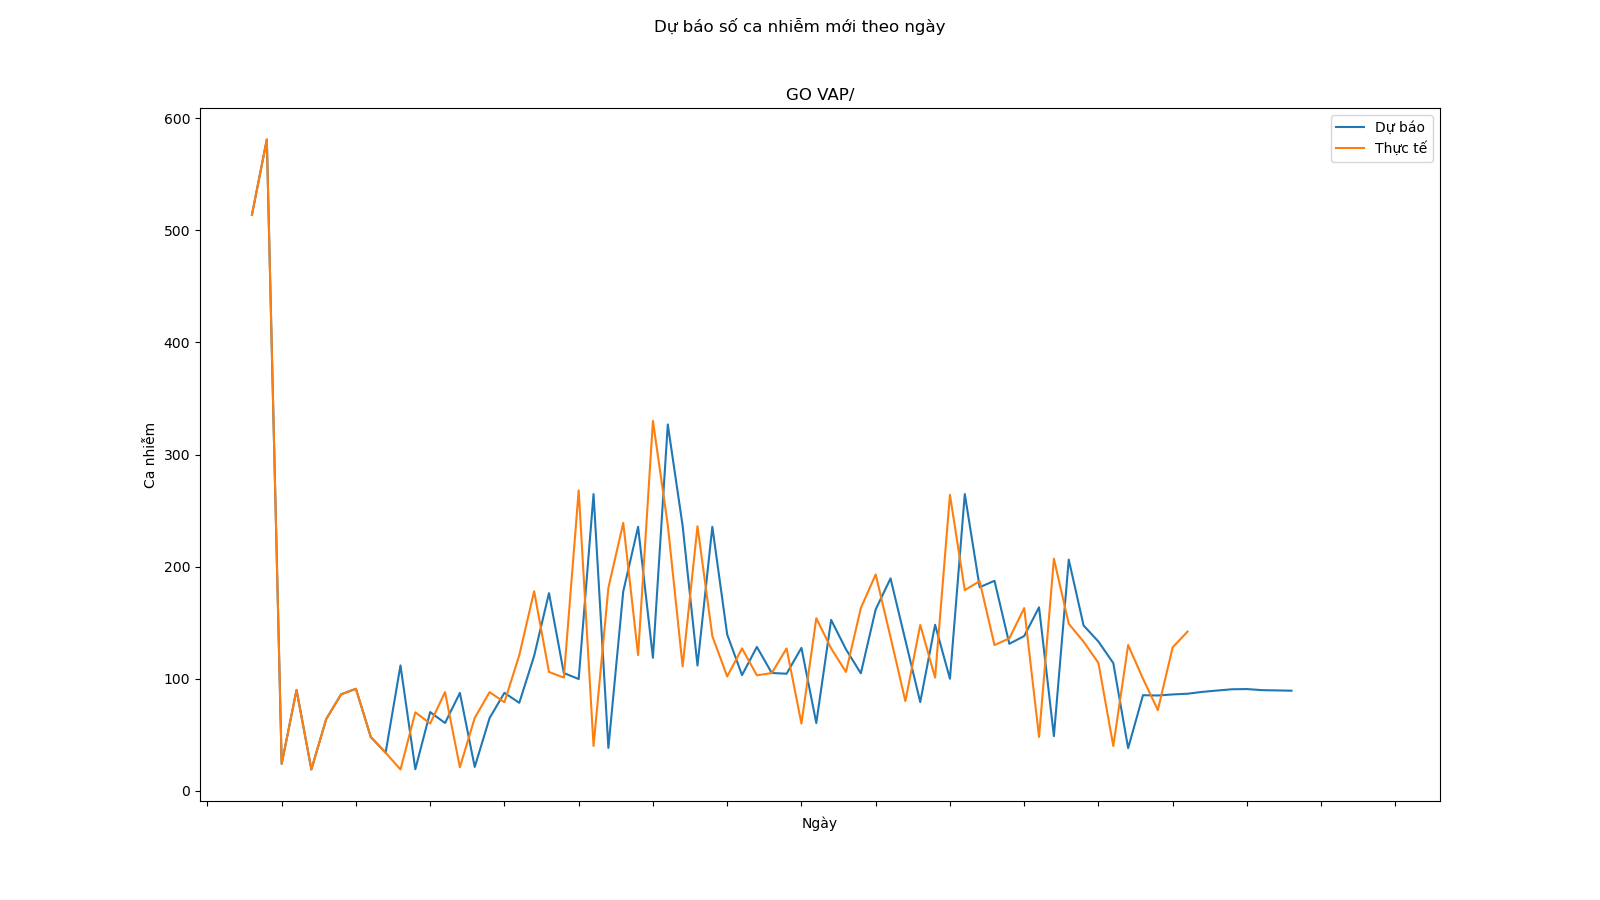 Dự báo số ca nhiễm mới theo ngày
GO VAP/
Dự báo
Thực tế
600
500
400
300
200
100
0
Ca nhiễm
Ngày